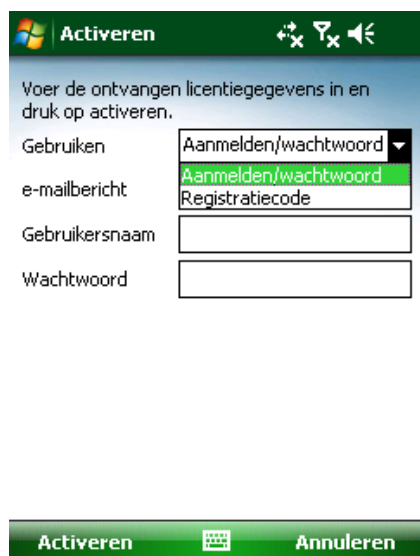 Activeren
Voer de ontvangen licentiegegevens in en
druk op activeren.
Gebruiken Aanmelden/wachtwoord
Aanmelden/wachtwoord
e-mailbericht
Registratiecode
Gebruikersnaam
Wachtwoord
Activeren Annuleren